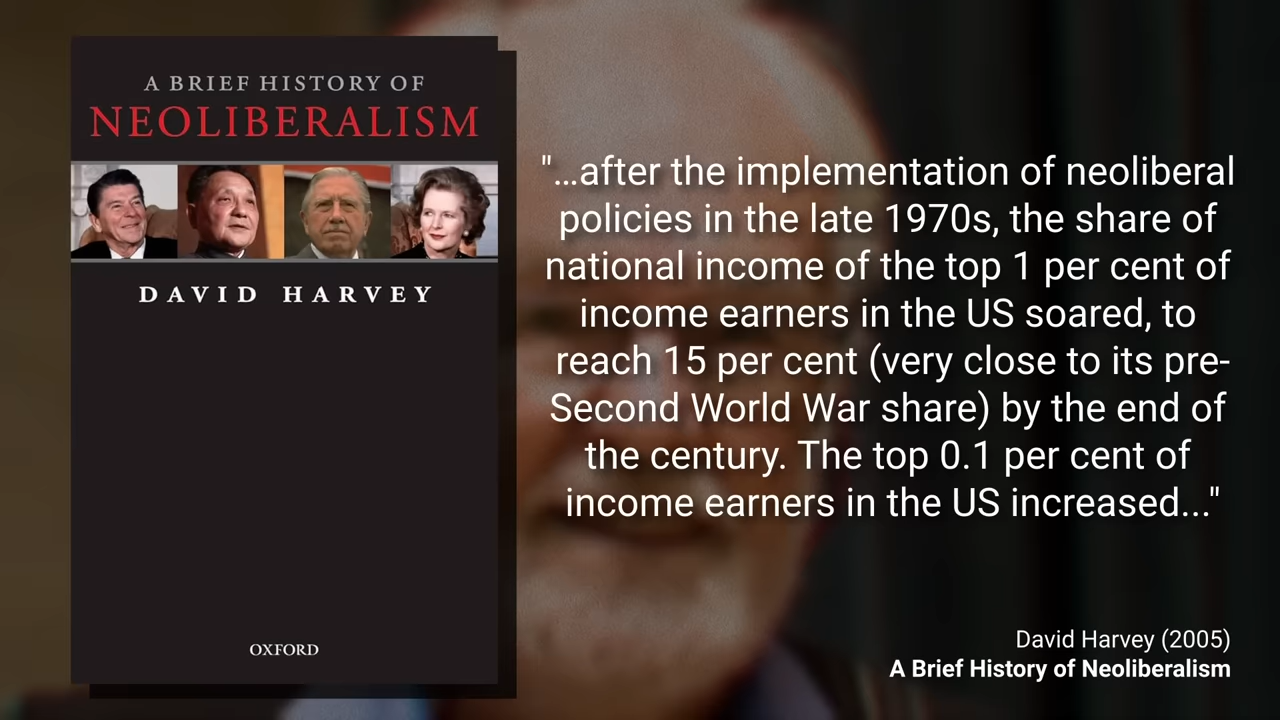 A BRIEF HISTORY OF
NEOLIBERALISM
DAVID HARVEY
OXFORD
"...after the implementation of neoliberal
policies in the late 1970s, the share of
national income of the top 1 per cent of
income earners in the US soared, to
reach 15 per cent (very close to its pre-
Second World War share) by the end of
the century. The top 0.1 per cent of
income earners in the US increased..."
David Harvey (2005)
A Brief History of Neoliberalism